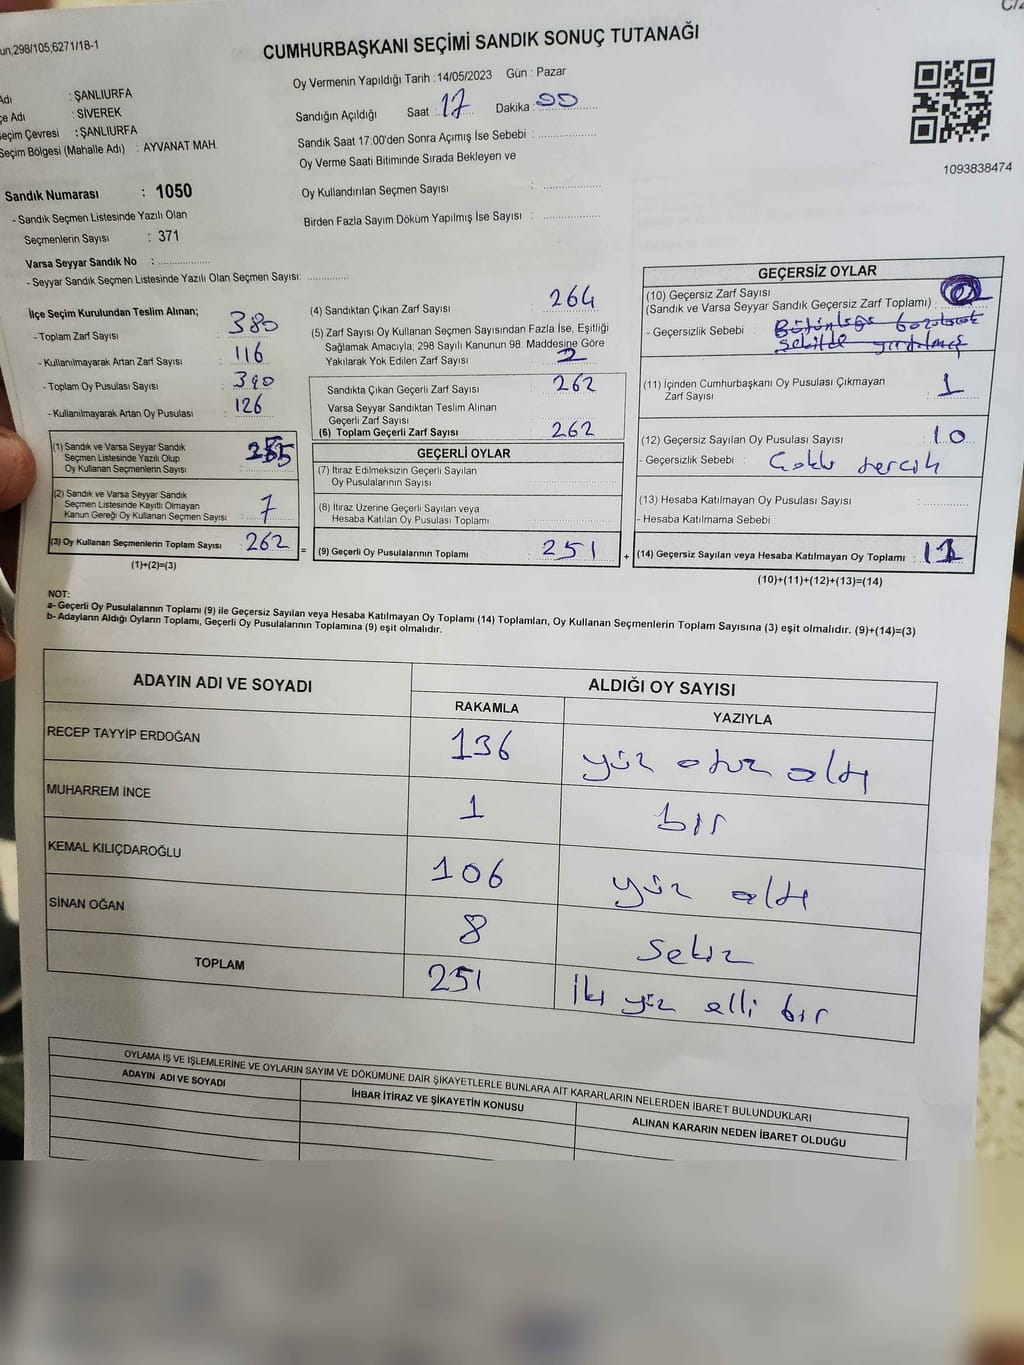 un;298/105;6271/18-1
CUMHURBAŞKANI SEÇİMİ SANDIK SONUÇ TUTANAĞI
Adı : ŞANLIURFA
çe Adı : SİVEREK
Seçim Çevresi : ŞANLIURFA
Seçim Bölgesi (Mahalle Adı) : AYVANAT MAH.
Sandık Numarası : 1050
- Sandık Seçmen Listesinde Yazılı Olan
Seçmenlerin Sayısı : 371
Varsa Seyyar Sandık No :
- Seyyar Sandık Seçmen Listesinde Yazılı Olan Seçmen Sayısı:
Oy Vermenin Yapıldığı Tarih :14/05/2023 Gün : Pazar
Sandığın Açıldığı Saat : 17 Dakika : 00
Sandık Saat 17:00'den Sonra Açımış İse Sebebi :
Oy Verme Saati Bitiminde Sırada Bekleyen ve
Oy Kullandırılan Seçmen Sayısı :
Birden Fazla Sayım Döküm Yapılmış İse Sayısı :
1093838474
İlçe Seçim Kurulundan Teslim Alınan;
- Toplam Zarf Sayısı : 380
- Kullanılmayarak Artan Zarf Sayısı : 116
- Toplam Oy Pusulası Sayısı : 390
- Kullanılmayarak Artan Oy Pusulası : 126
(1) Sandık ve Varsa Seyyar Sandık
Seçmen Listesinde Yazılı Olup
Oy Kullanan Seçmenlerin Sayısı : 255
(2) Sandık ve Varsa Seyyar Sandık
Seçmen Listesinde Kayıtlı Olmayan
Kanun Gereği Oy Kullanan Seçmen Sayısı : 7
(3) Oy Kullanan Seçmenlerin Toplam Sayısı : 262
(1)+(2)=(3)
(4) Sandıktan Çıkan Zarf Sayısı : 264
(5) Zarf Sayısı Oy Kullanan Seçmen Sayısından Fazla İse, Eşitliği
Sağlamak Amacıyla; 298 Sayılı Kanunun 98. Maddesine Göre
Yakılarak Yok Edilen Zarf Sayısı : 2
Sandıkta Çıkan Geçerli Zarf Sayısı : 262
Varsa Seyyar Sandıktan Teslim Alınan
Geçerli Zarf Sayısı :
(6) Toplam Geçerli Zarf Sayısı : 262
GEÇERLİ OYLAR
(7) İtiraz Edilmeksizin Geçerli Sayılan
Oy Pusulalarının Sayısı :
(8) İtiraz Üzerine Geçerli Sayılan veya
Hesaba Katılan Oy Pusulası Toplamı :
= (9) Geçerli Oy Pusulalarının Toplamı : 251 +
GEÇERSİZ OYLAR
(10) Geçersiz Zarf Sayısı
(Sandık ve Varsa Seyyar Sandık Geçersiz Zarf Toplamı) :
- Geçersizlik Sebebi :
(11) İçinden Cumhurbaşkanı Oy Pusulası Çıkmayan
Zarf Sayısı : 1
(12) Geçersiz Sayılan Oy Pusulası Sayısı : 10
- Geçersizlik Sebebi : Çoklu tercih
(13) Hesaba Katılmayan Oy Pusulası Sayısı :
- Hesaba Katılmama Sebebi :
(14) Geçersiz Sayılan veya Hesaba Katılmayan Oy Toplamı : 11
(10)+(11)+(12)+(13)=(14)
NOT:
a- Geçerli Oy Pusulalarının Toplamı (9) ile Geçersiz Sayılan veya Hesaba Katılmayan Oy Toplamı (14) Toplamları, Oy Kullanan Seçmenlerin Toplam Sayısına (3) eşit olmalıdır. (9)+(14)=(3)
b- Adayların Aldığı Oyların Toplamı, Geçerli Oy Pusulalarının Toplamına (9) eşit olmalıdır.
ADAYIN ADI VE SOYADI ALDIĞI OY SAYISI
RAKAMLA YAZIYLA
RECEP TAYYİP ERDOĞAN 136 yüz otuz altı
MUHARREM İNCE 1 bır
KEMAL KILIÇDAROĞLU 106 yüz altı
SİNAN OĞAN 8 Sekız
TOPLAM 251 İki yüz elli bır
OYLAMA İŞ VE İŞLEMLERİNE VE OYLARIN SAYIM VE DÖKÜMÜNE DAİR ŞİKAYETLERLE BUNLARA AİT KARARLARIN NELERDEN İBARET BULUNDUKLARI
ADAYIN ADI VE SOYADI İHBAR İTİRAZ VE ŞİKAYETİN KONUSU ALINAN KARARIN NEDEN İBARET OLDUĞU